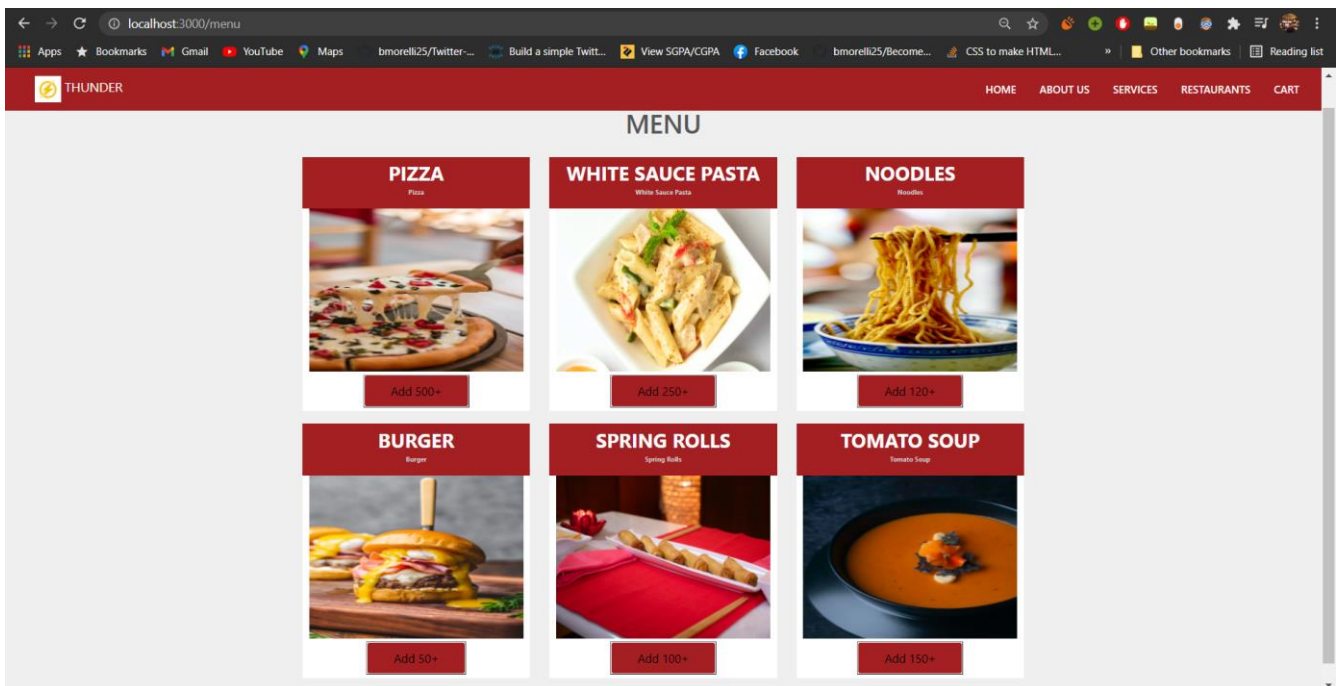 localhost:3000/menu
Apps Bookmarks Gmail YouTube Maps bmorelli25/Twitter-... Build a simple Twitt... View SGPA/CGPA Facebook bmorelli25/Become... CSS to make HTML... » Other bookmarks Reading list
THUNDER HOME ABOUT US SERVICES RESTAURANTS CART
MENU
PIZZA WHITE SAUCE PASTA NOODLES
Pizza White Sauce Pasta Noodles
Add 500+ Add 250+ Add 120+
BURGER SPRING ROLLS TOMATO SOUP
Burger Spring Rolls Tomato Soup
Add 50+ Add 100+ Add 150+